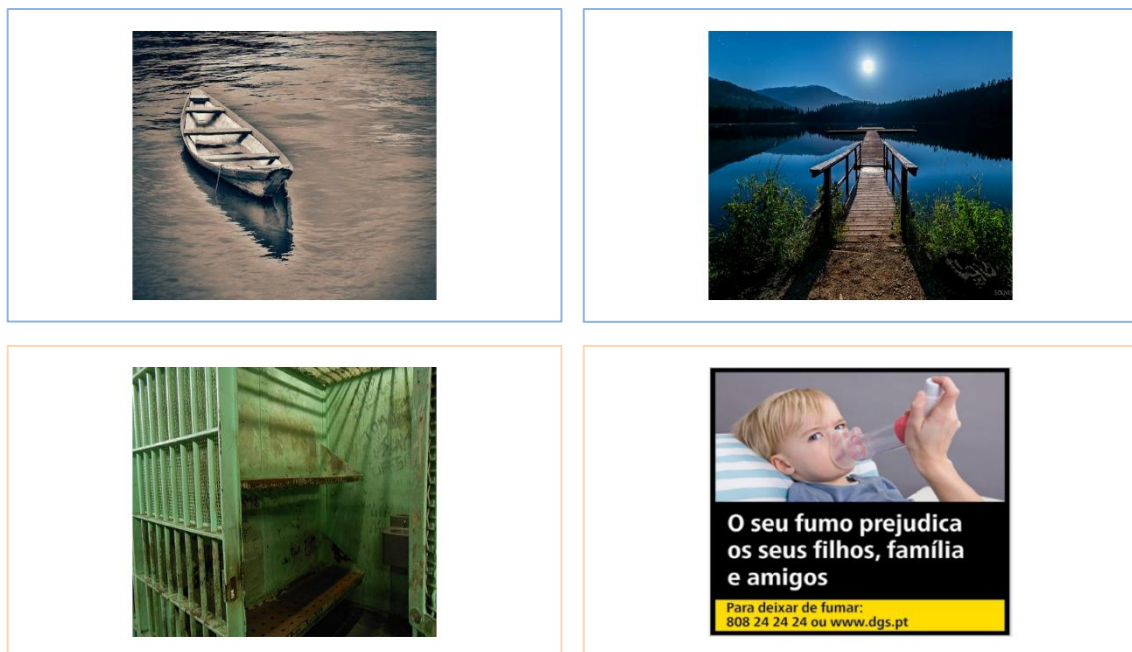 O seu fumo prejudica
os seus filhos, família
e amigos
Para deixar de fumar:
808 24 24 24 ou www.dgs.pt